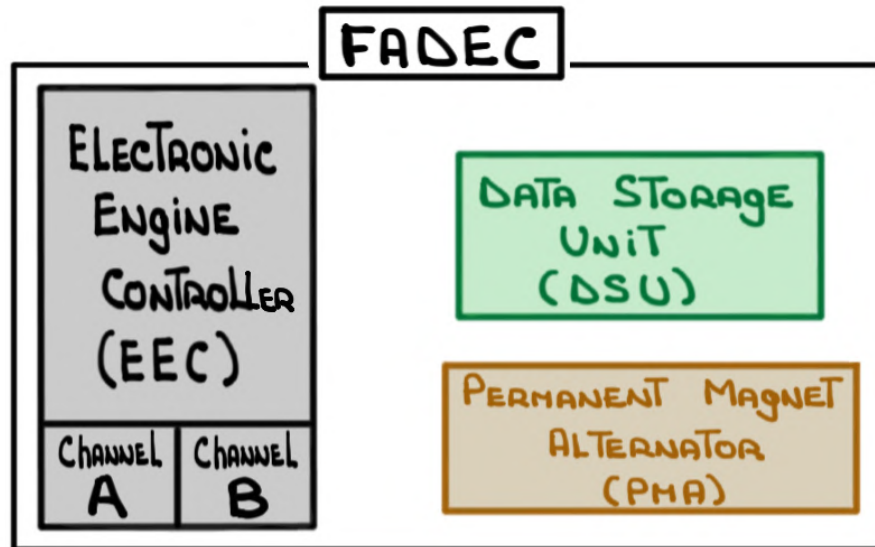 FADEC
ELECTRONIC
ENGINE
CONTROLLER
(EEC)
CHANNEL
A
CHANNEL
B
DATA STORAGE
UNIT
(DSU)
PERMANENT MAGNET
ALTERNATOR
(PMA)